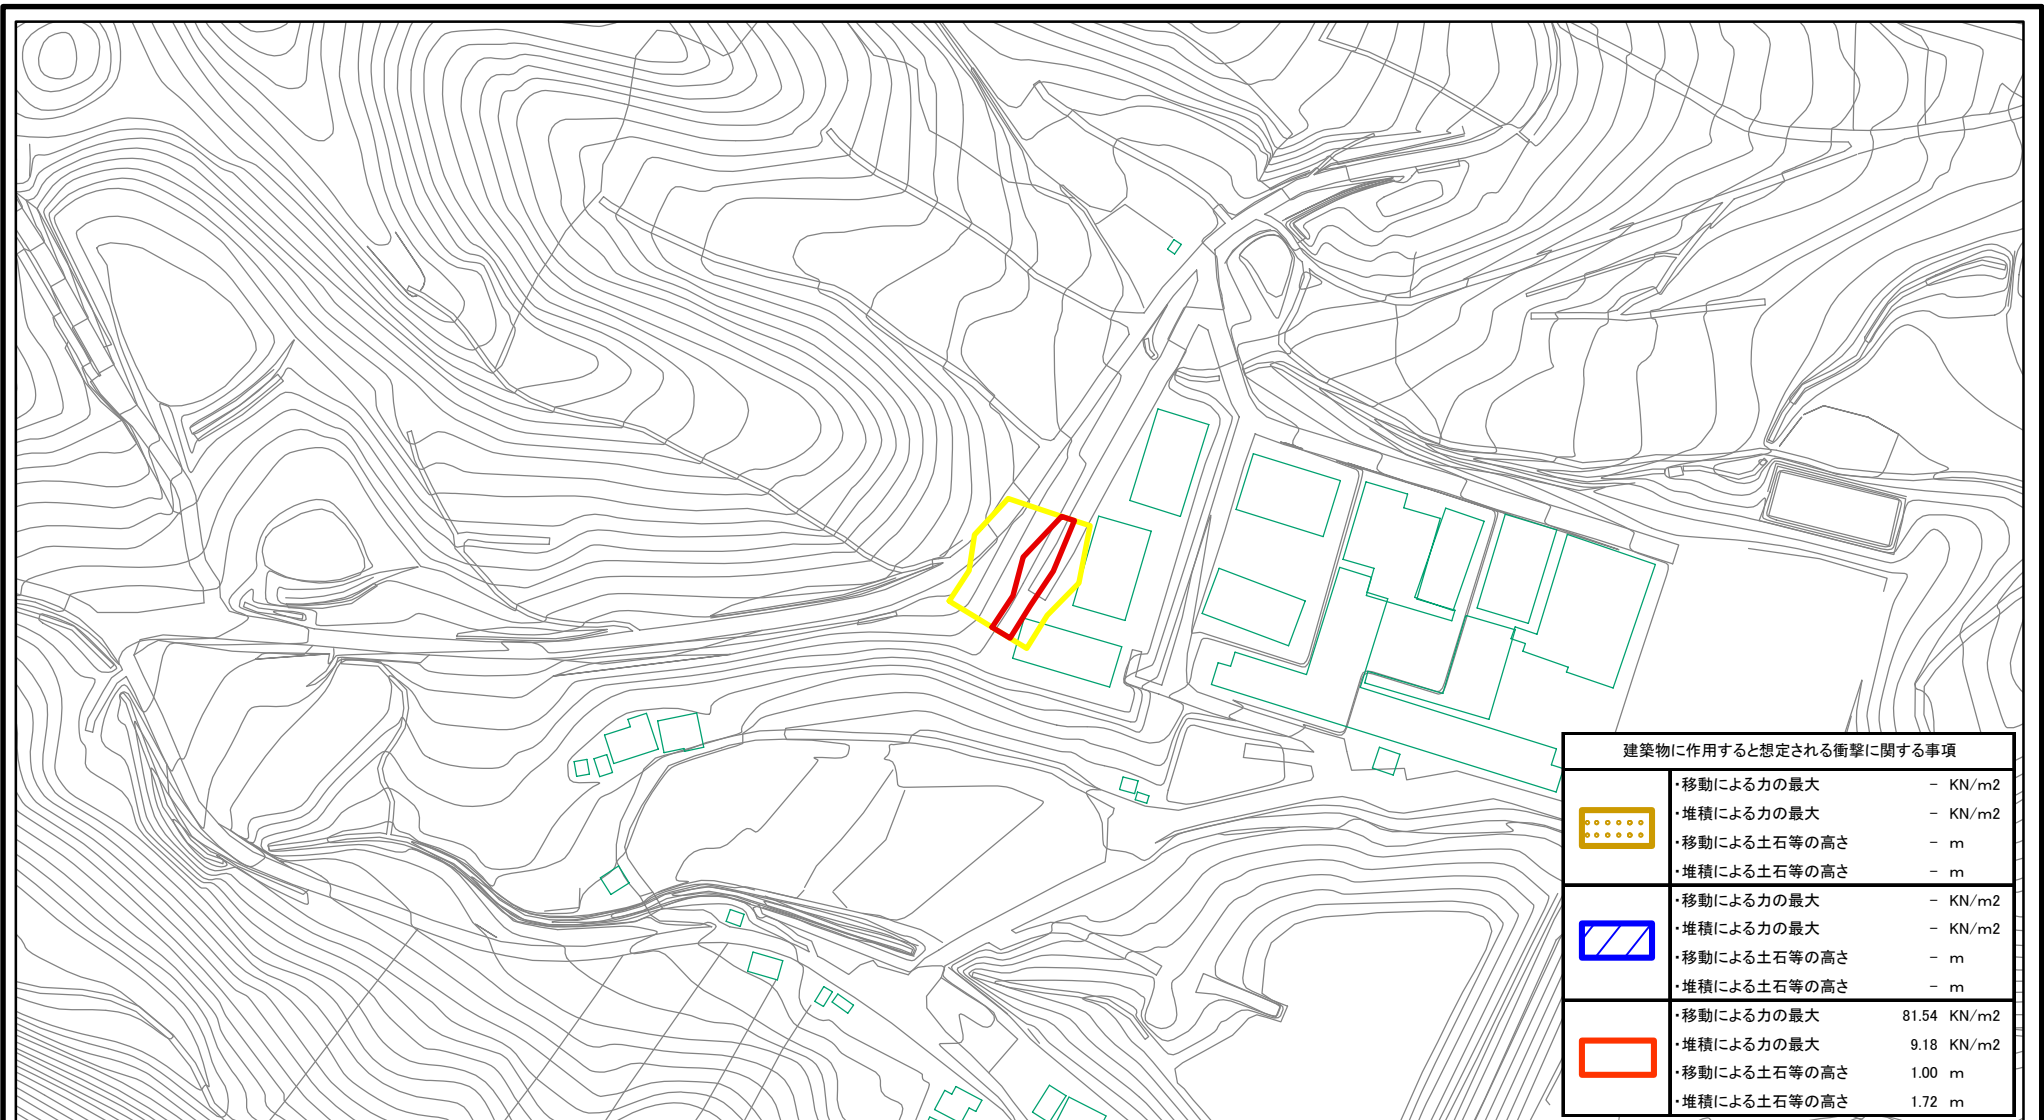 建築物に作用すると想定される衝撃に関する事項
・移動による力の最大 － KN/m2
・堆積による力の最大 － KN/m2
・移動による土石等の高さ － m
・堆積による土石等の高さ － m
・移動による力の最大 － KN/m2
・堆積による力の最大 － KN/m2
・移動による土石等の高さ － m
・堆積による土石等の高さ － m
・移動による力の最大 81.54 KN/m2
・堆積による力の最大 9.18 KN/m2
・移動による土石等の高さ 1.00 m
・堆積による土石等の高さ 1.72 m